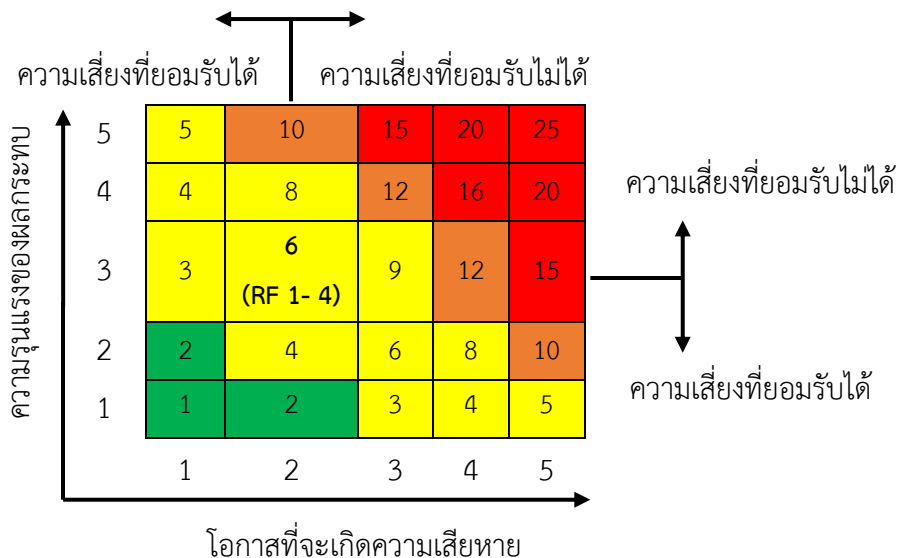 ความเสี่ยงที่ยอมรับได้ ความเสี่ยงที่ยอมรับไม่ได้
ความรุนแรงของผลกระทบ
5 5 10 15 20 25
4 4 8 12 16 20
ความเสี่ยงที่ยอมรับไม่ได้
3 3 6 9 12 15
(RF 1- 4)
2 2 4 6 8 10
ความเสี่ยงที่ยอมรับได้
1 1 2 3 4 5
1 2 3 4 5
โอกาสที่จะเกิดความเสียหาย